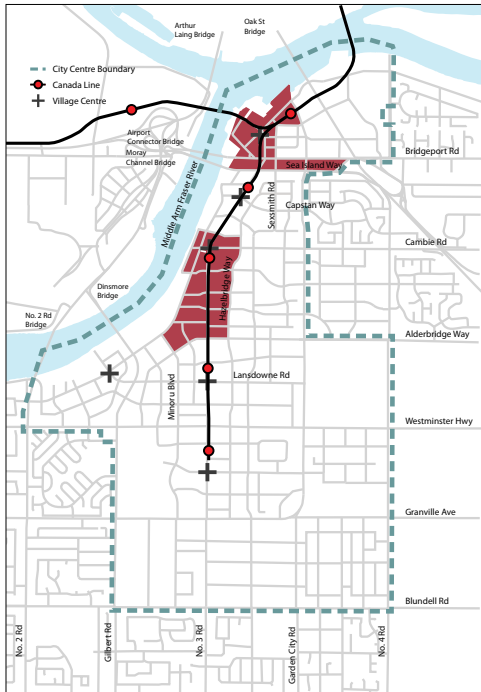 Arthur
Laing Bridge
Oak St
Bridge
City Centre Boundary
Canada Line
Village Centre
Airport
Connector Bridge
Moray
Channel Bridge
Bridgeport Rd
Sea Island Way
Middle Arm Fraser River
Sexsmith Rd
Capstan Way
Cambie Rd
Hazelbridge Way
Dinsmore
Bridge
No. 2 Rd
Bridge
Alderbridge Way
Minoru Blvd
Lansdowne Rd
Westminster Hwy
Granville Ave
Blundell Rd
No. 2 Rd
Gilbert Rd
No. 3 Rd
Garden City Rd
No. 4 Rd